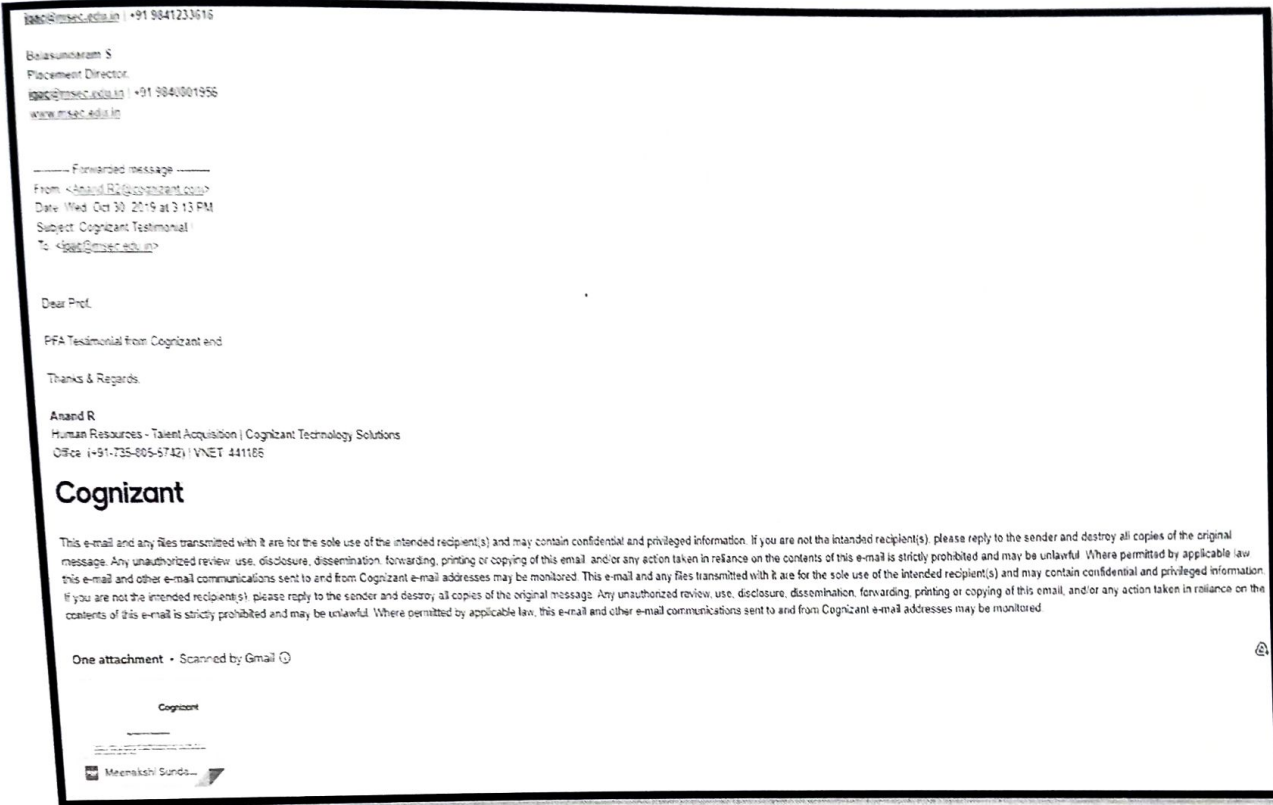 igac@msec.edu.in | +91 9841233616
Balasundaram S
Placement Director,
igac@msec.edu.in | +91 9840801956
www.msec.edu.in
--------- Forwarded message ---------
From: <Anand.R2@cognizant.com>
Date: Wed, Oct 30, 2019 at 3:13 PM
Subject: Cognizant Testimonial
To: <igac@msec.edu.in>
Dear Prof,
PFA Testimonial from Cognizant end
Thanks & Regards,
Anand R
Human Resources - Talent Acquisition | Cognizant Technology Solutions
Office: (+91-735-805-5742) | VNET 441186
Cognizant
This e-mail and any files transmitted with it are for the sole use of the intended recipient(s) and may contain confidential and privileged information. If you are not the intended recipient(s), please reply to the sender and destroy all copies of the original
message. Any unauthorized review, use, disclosure, dissemination, forwarding, printing or copying of this email, and/or any action taken in reliance on the contents of this e-mail is strictly prohibited and may be unlawful. Where permitted by applicable law,
this e-mail and other e-mail communications sent to and from Cognizant e-mail addresses may be monitored. This e-mail and any files transmitted with it are for the sole use of the intended recipient(s) and may contain confidential and privileged information.
If you are not the intended recipient(s), please reply to the sender and destroy all copies of the original message. Any unauthorized review, use, disclosure, dissemination, forwarding, printing or copying of this email, and/or any action taken in reliance on the
contents of this e-mail is strictly prohibited and may be unlawful. Where permitted by applicable law, this e-mail and other e-mail communications sent to and from Cognizant e-mail addresses may be monitored.
One attachment • Scanned by Gmail
Cognizant
Meenakshi Sunda...